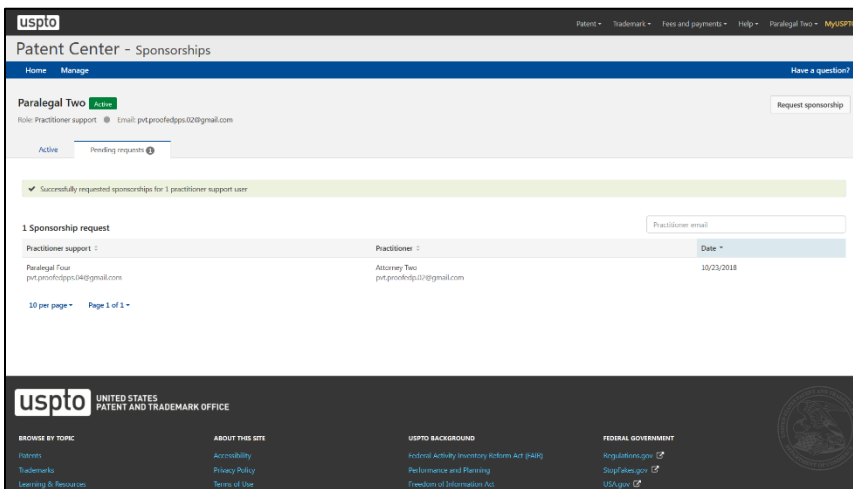 uspto
Patent Trademark Fees and payments Help Paralegal Two MyUSPTO
Patent Center - Sponsorships
Home Manage Have a question?
Paralegal Two Active
Request sponsorship
Role: Practitioner support Email: pvt.proofedpps.02@gmail.com
Active Pending requests 1
Successfully requested sponsorships for 1 practitioner support user
1 Sponsorship request
Practitioner email
Practitioner support Practitioner Date
Paralegal Four Attorney Two 10/23/2018
pvt.proofedpps.04@gmail.com pvt.proofedp.02@gmail.com
10 per page Page 1 of 1
uspto UNITED STATES
PATENT AND TRADEMARK OFFICE
BROWSE BY TOPIC ABOUT THIS SITE USPTO BACKGROUND FEDERAL GOVERNMENT
Patents Accessibility Federal Activity Inventory Reform Act (FAIR) Regulations.gov
Trademarks Privacy Policy Performance and Planning StopFakes.gov
Learning & Resources Terms of Use Freedom of Information Act USA.gov